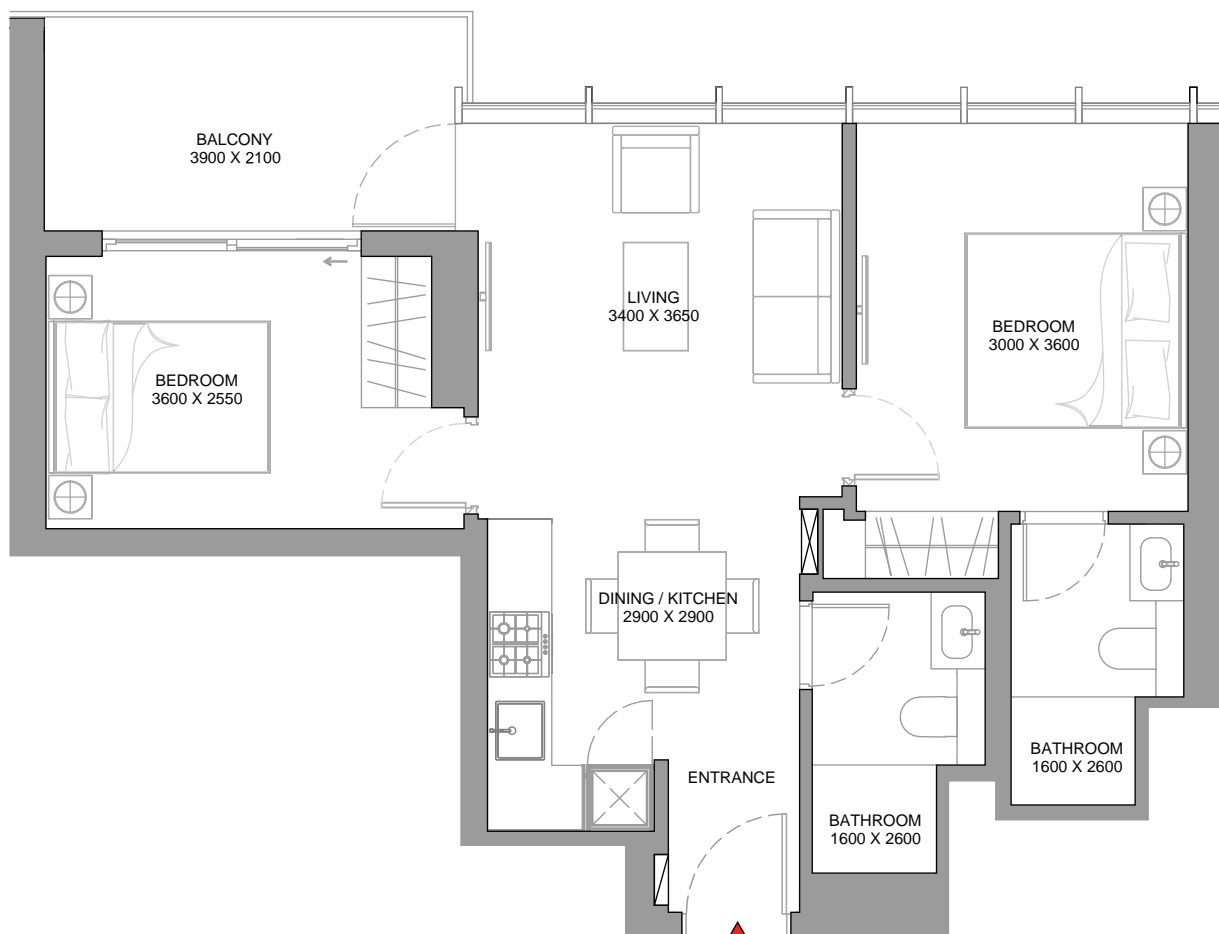 BALCONY
3900 X 2100
LIVING
3400 X 3650
BEDROOM
3000 X 3600
BEDROOM
3600 X 2550
DINING / KITCHEN
2900 X 2900
ENTRANCE
BATHROOM
1600 X 2600
BATHROOM
1600 X 2600